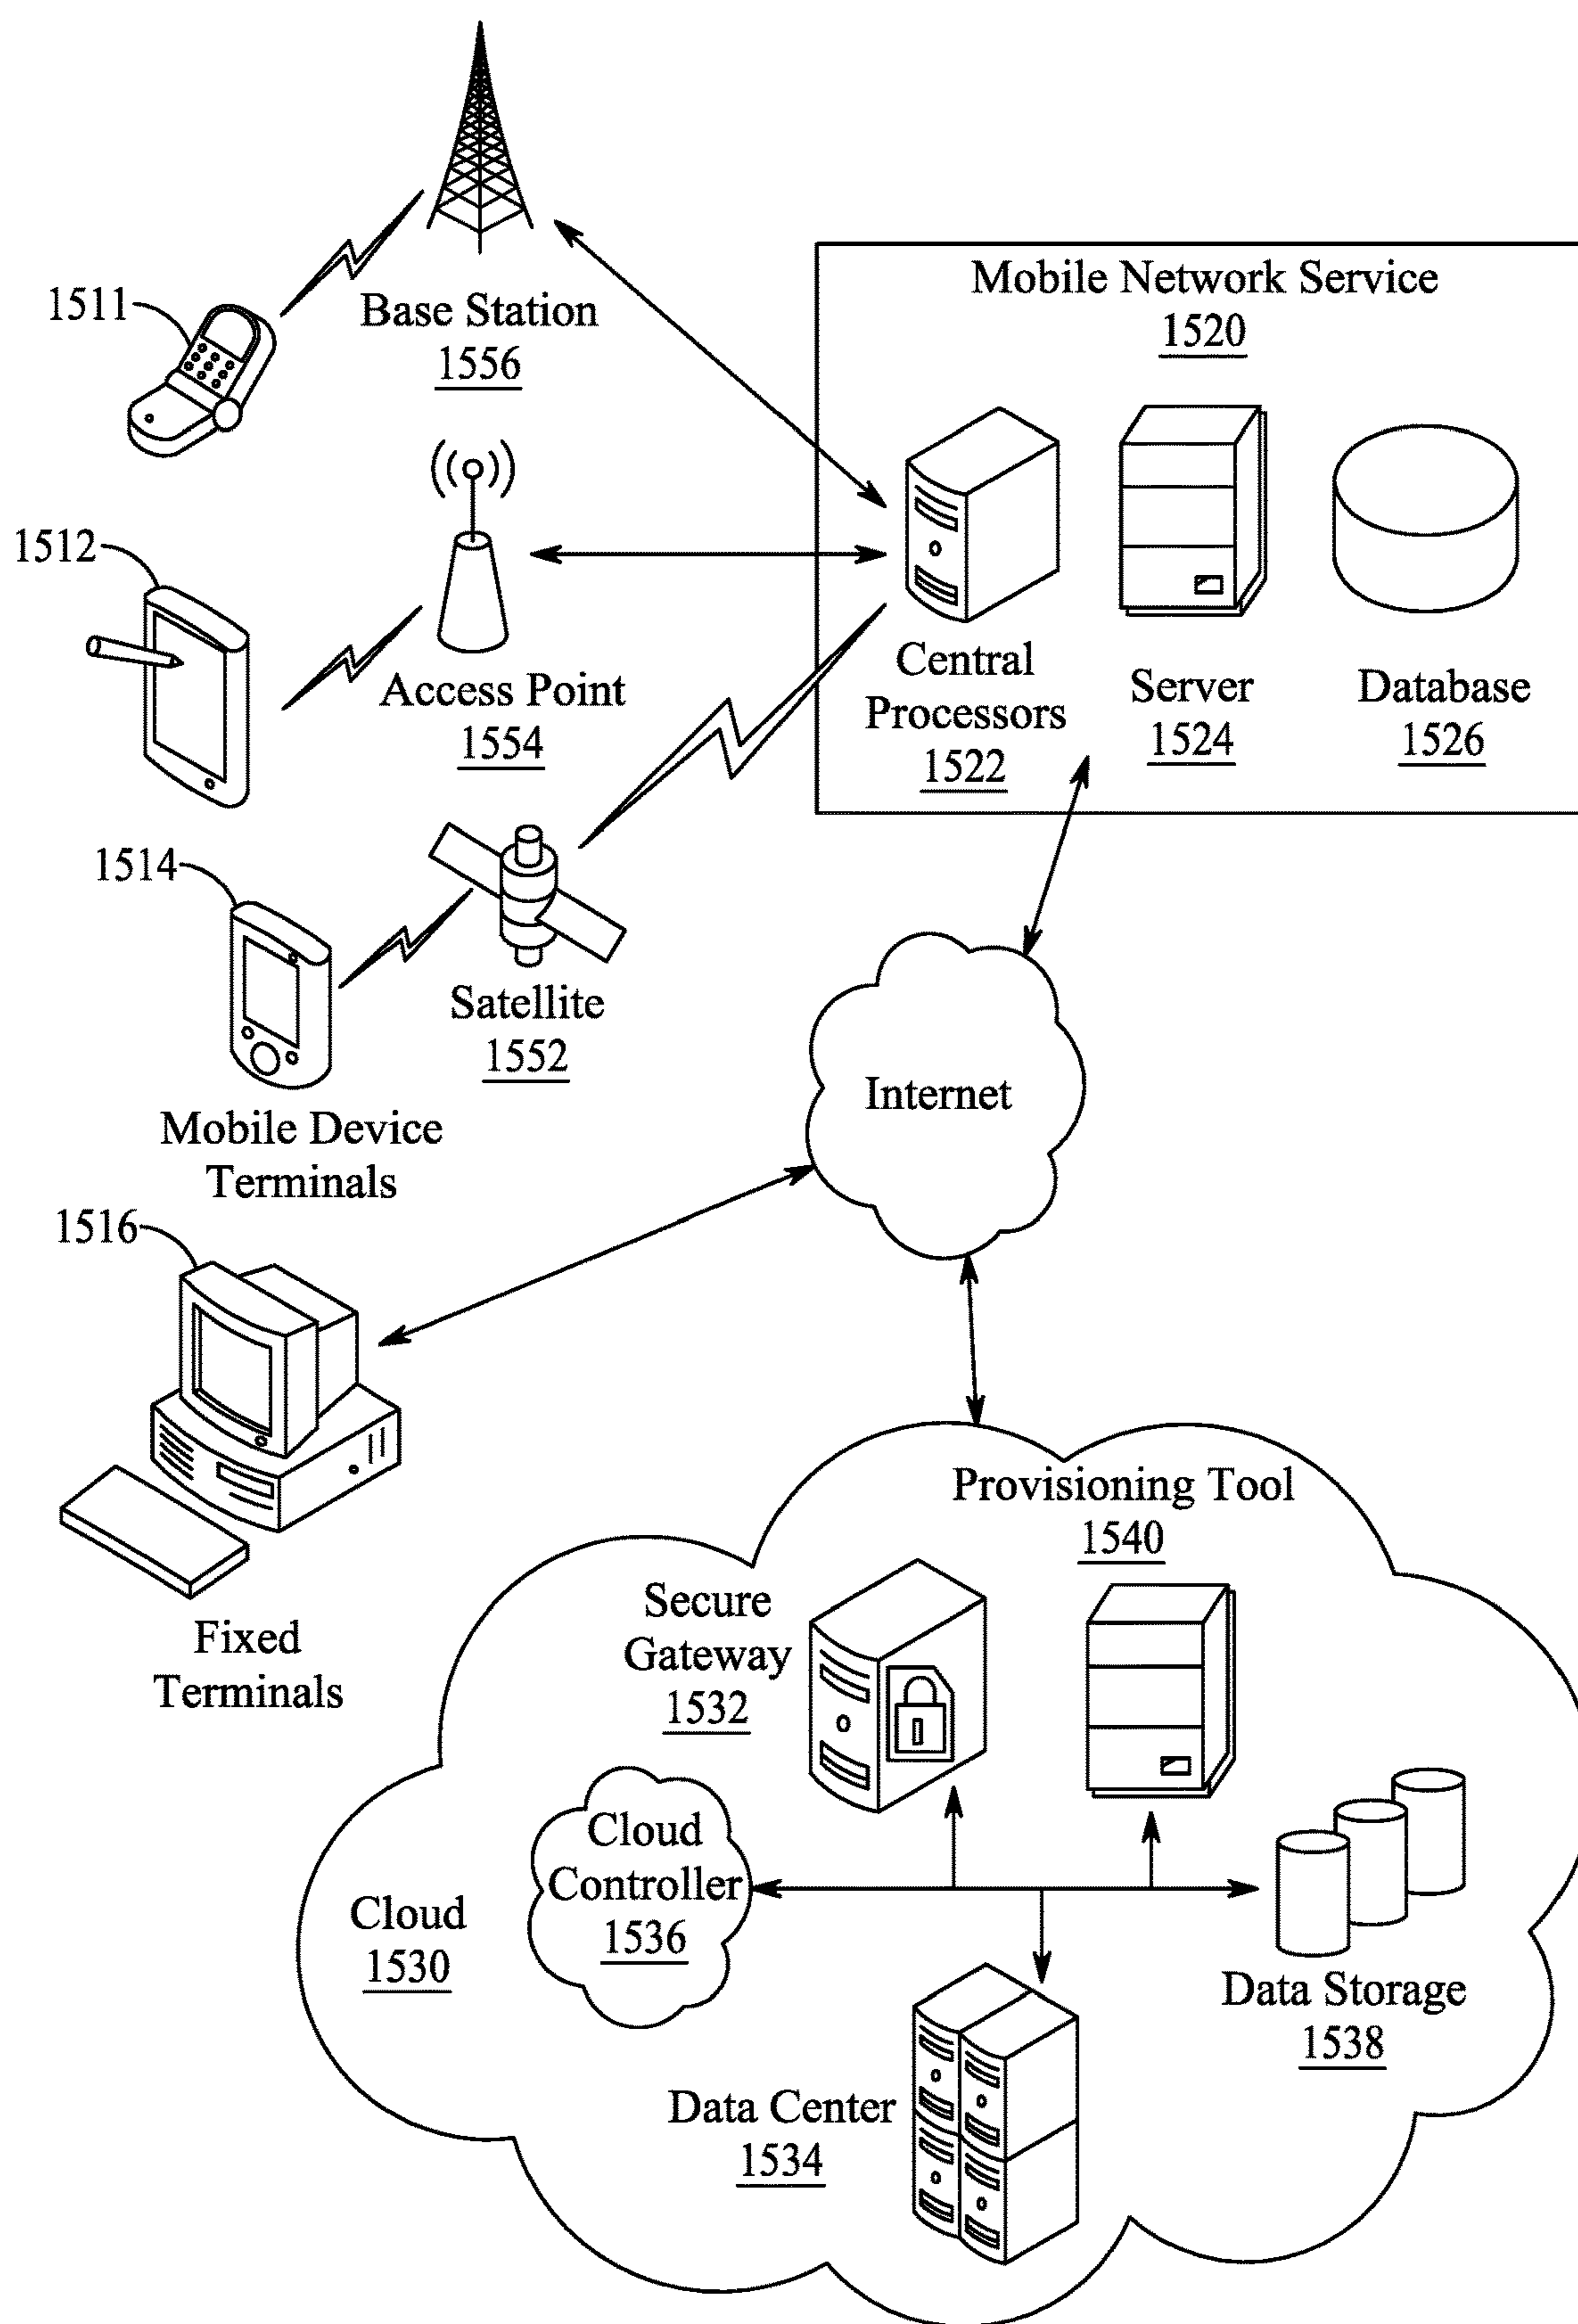 1511
Base Station
1556
Mobile Network Service
1520
1512
Access Point
1554
Central
Processors
1522
Server
1524
Database
1526
1514
Satellite
1552
Mobile Device
Terminals
Internet
1516
Fixed
Terminals
Provisioning Tool
1540
Secure
Gateway
1532
Cloud
Controller
1536
Cloud
1530
Data Storage
1538
Data Center
1534